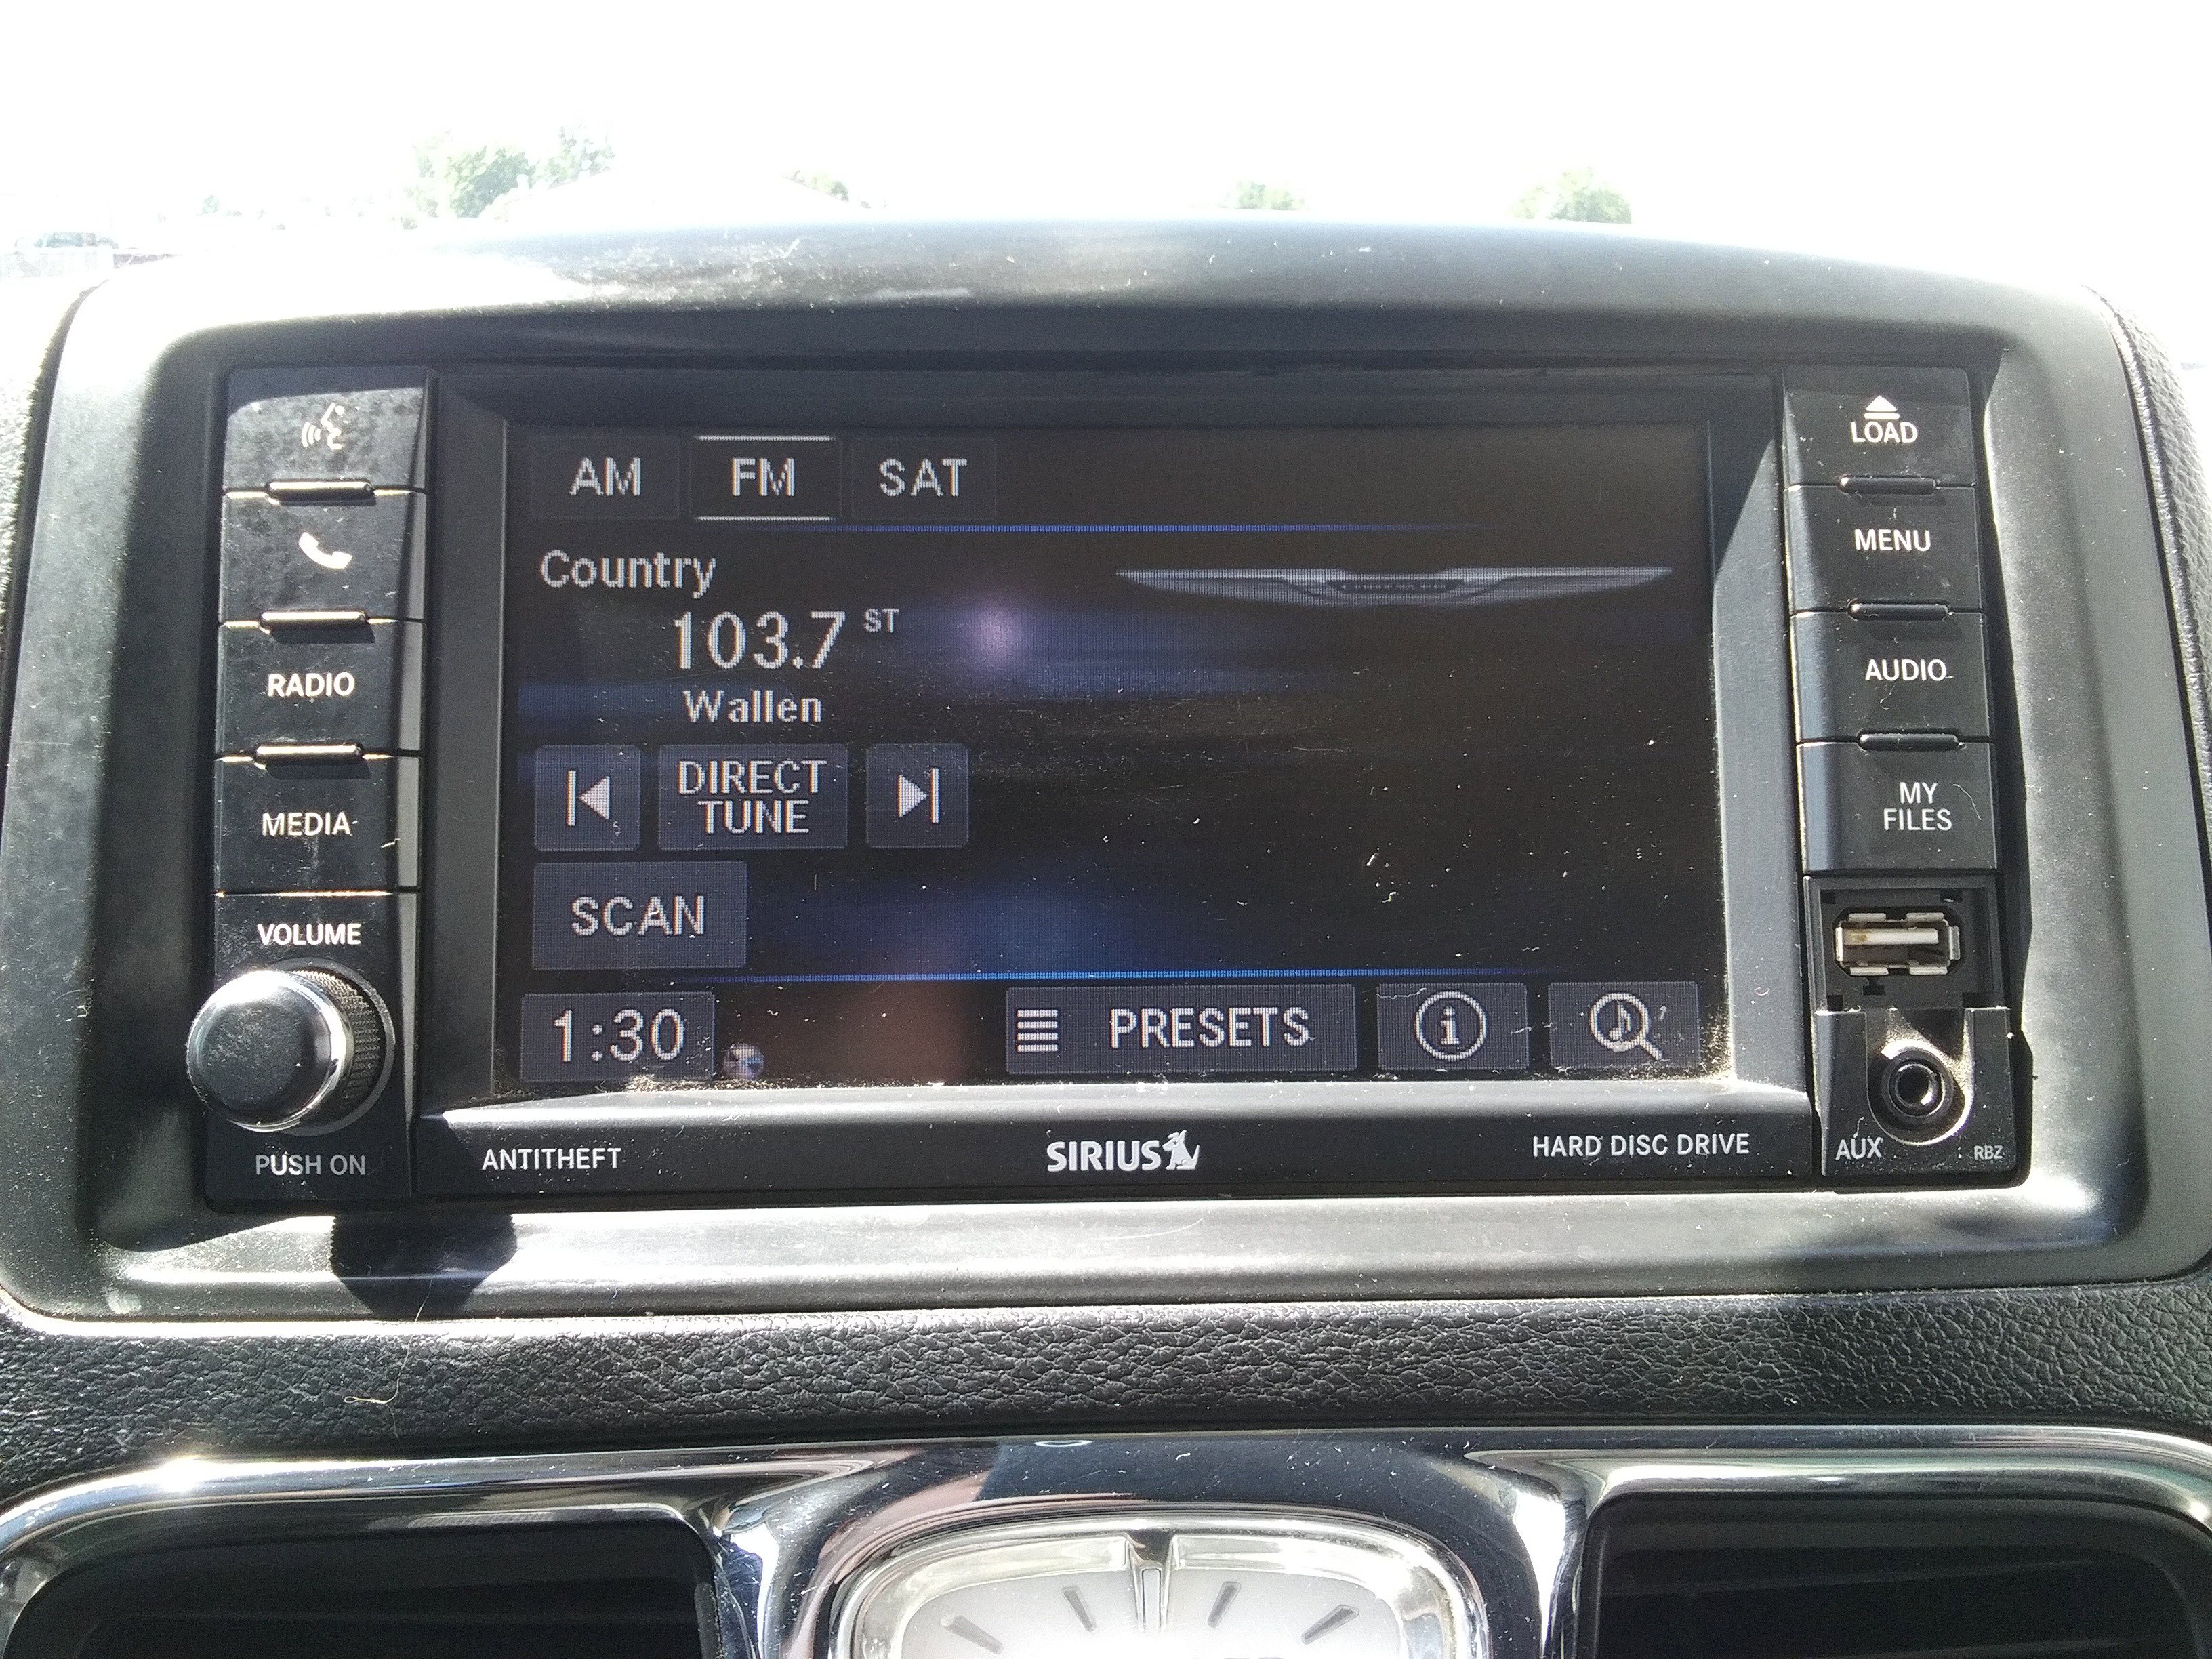 AM FM SAT
Country
103.7 ST
Wallen
DIRECT
TUNE
SCAN
1:30
PRESETS
RADIO
MEDIA
VOLUME
PUSH ON
LOAD
MENU
AUDIO
MY
FILES
ANTITHEFT
SIRIUS
HARD DISC DRIVE
AUX
RBZ